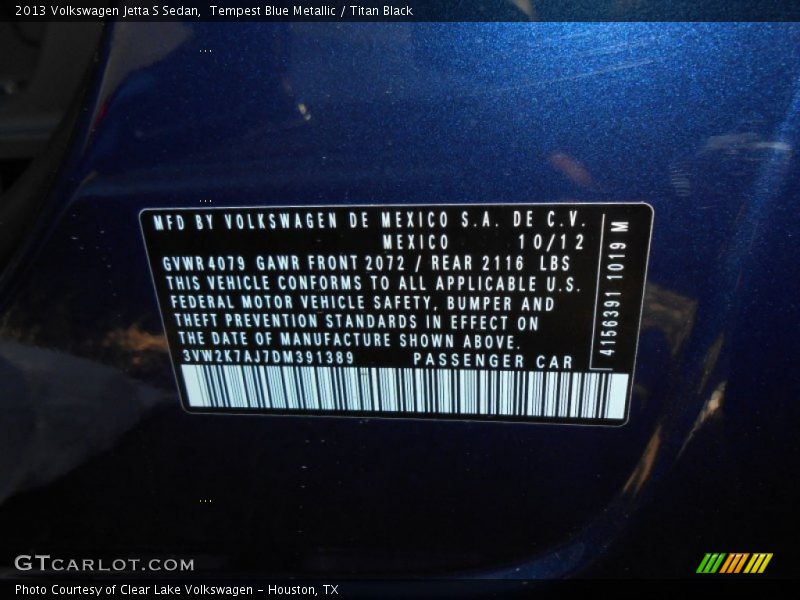 2013 Volkswagen Jetta S Sedan,  Tempest Blue Metallic / Titan Black
MFD BY VOLKSWAGEN DE MEXICO S.A. DE C.V.
MEXICO 10/12
GVWR 4079 GAWR FRONT 2072 / REAR 2116 LBS
THIS VEHICLE CONFORMS TO ALL APPLICABLE U.S.
FEDERAL MOTOR VEHICLE SAFETY, BUMPER AND
THEFT PREVENTION STANDARDS IN EFFECT ON
THE DATE OF MANUFACTURE SHOWN ABOVE.
3VW2K7AJ7DM391389 PASSENGER CAR
4156391 1019 M
GTCARLOT.COM
Photo Courtesy of Clear Lake Volkswagen - Houston, TX